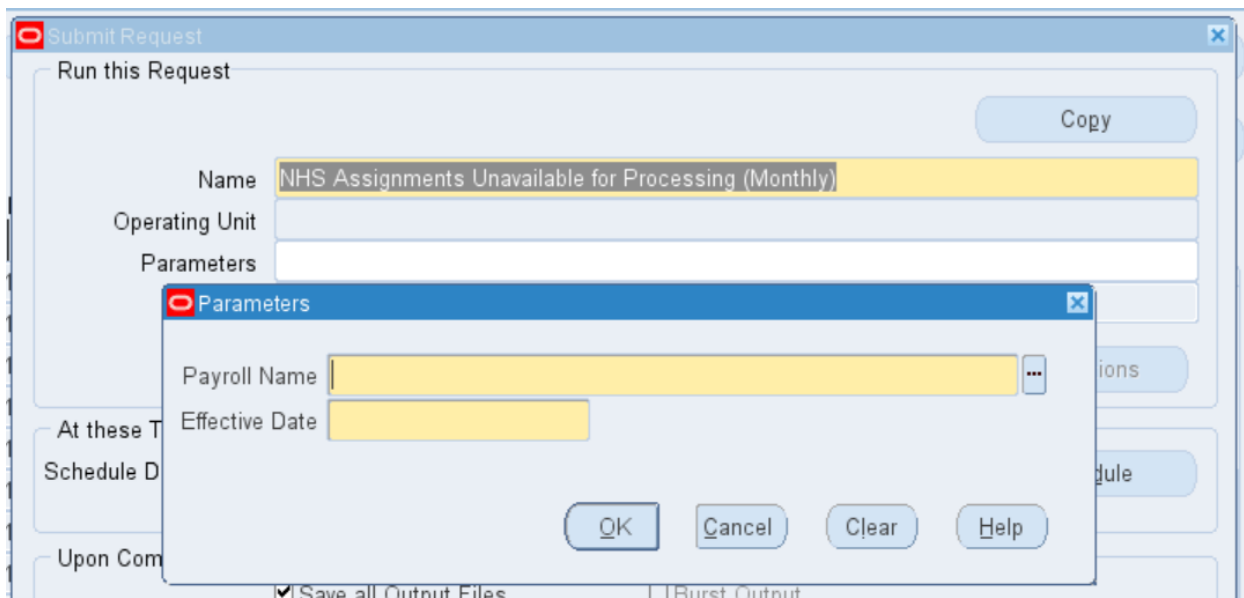 Submit Request
Run this Request
Copy
Name NHS Assignments Unavailable for Processing (Monthly)
Operating Unit
Parameters
Parameters
Payroll Name
...
ions
Effective Date
At these T
Schedule D
dule
OK Cancel Clear Help
Upon Com
Save all Output Files Burst Output